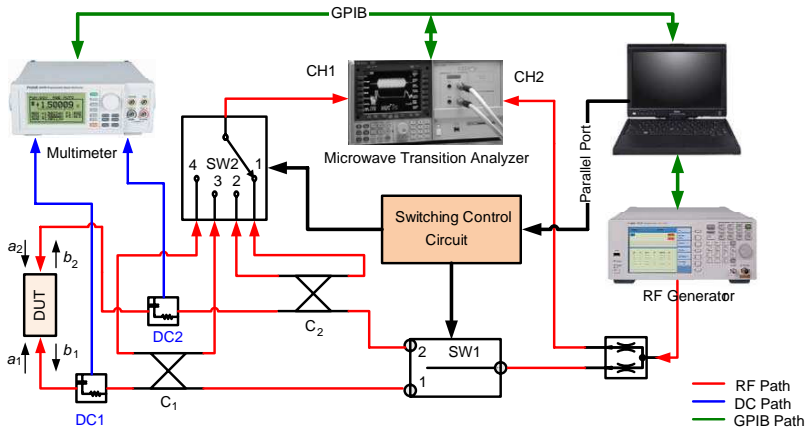 GPIB
CH1
CH2
Multimeter
Microwave Transition Analyzer
Parallel Port
SW2
4
3
2
1
Switching Control
Circuit
RF Generator
a2
b2
DUT
a1
b1
DC2
C2
DC1
C1
2
SW1
1
RF Path
DC Path
GPIB Path
1.50009